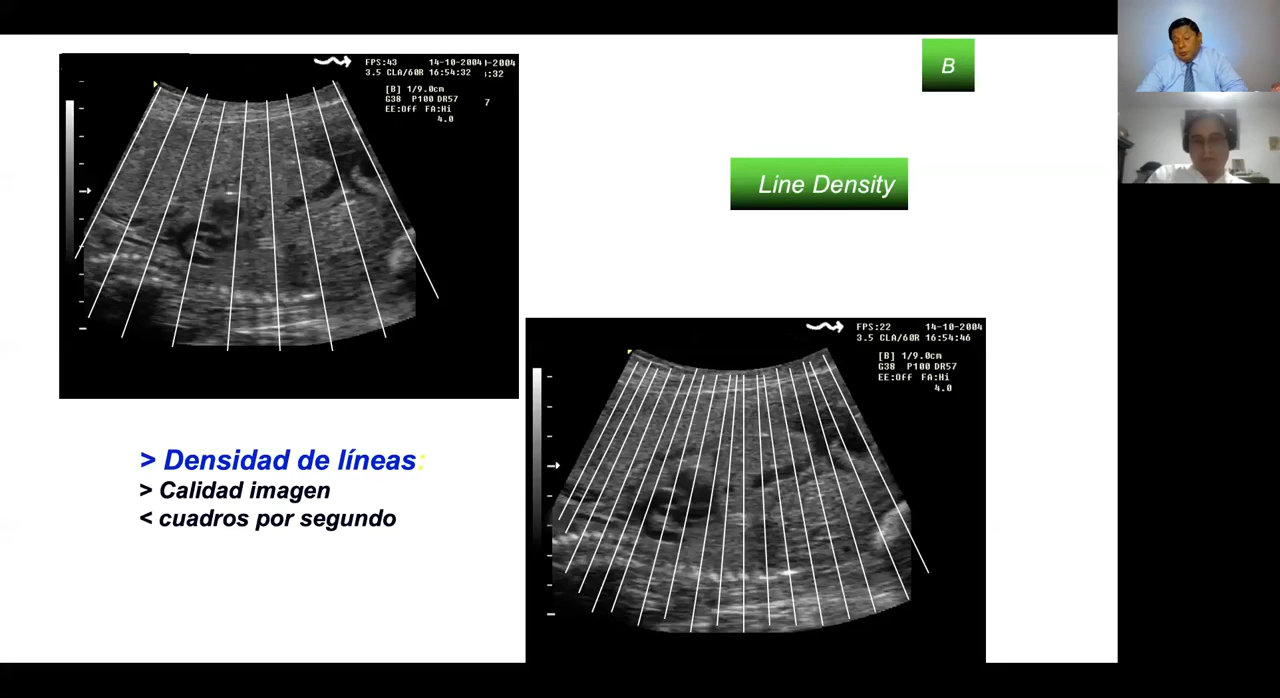 FPS:43 14-10-2004 I-2004
3.5 CLA/60R 16:54:32 I:32
[B] 1/9.0cm
G38 P100 DR57 7
EE:Off FA:Hi
4.0
B
Line Density
FPS:22 14-10-2004
3.5 CLA/60R 16:54:46
[B] 1/9.0cm
G38 P100 DR57
EE:Off FA:Hi
4.0
> Densidad de líneas:
> Calidad imagen
< cuadros por segundo